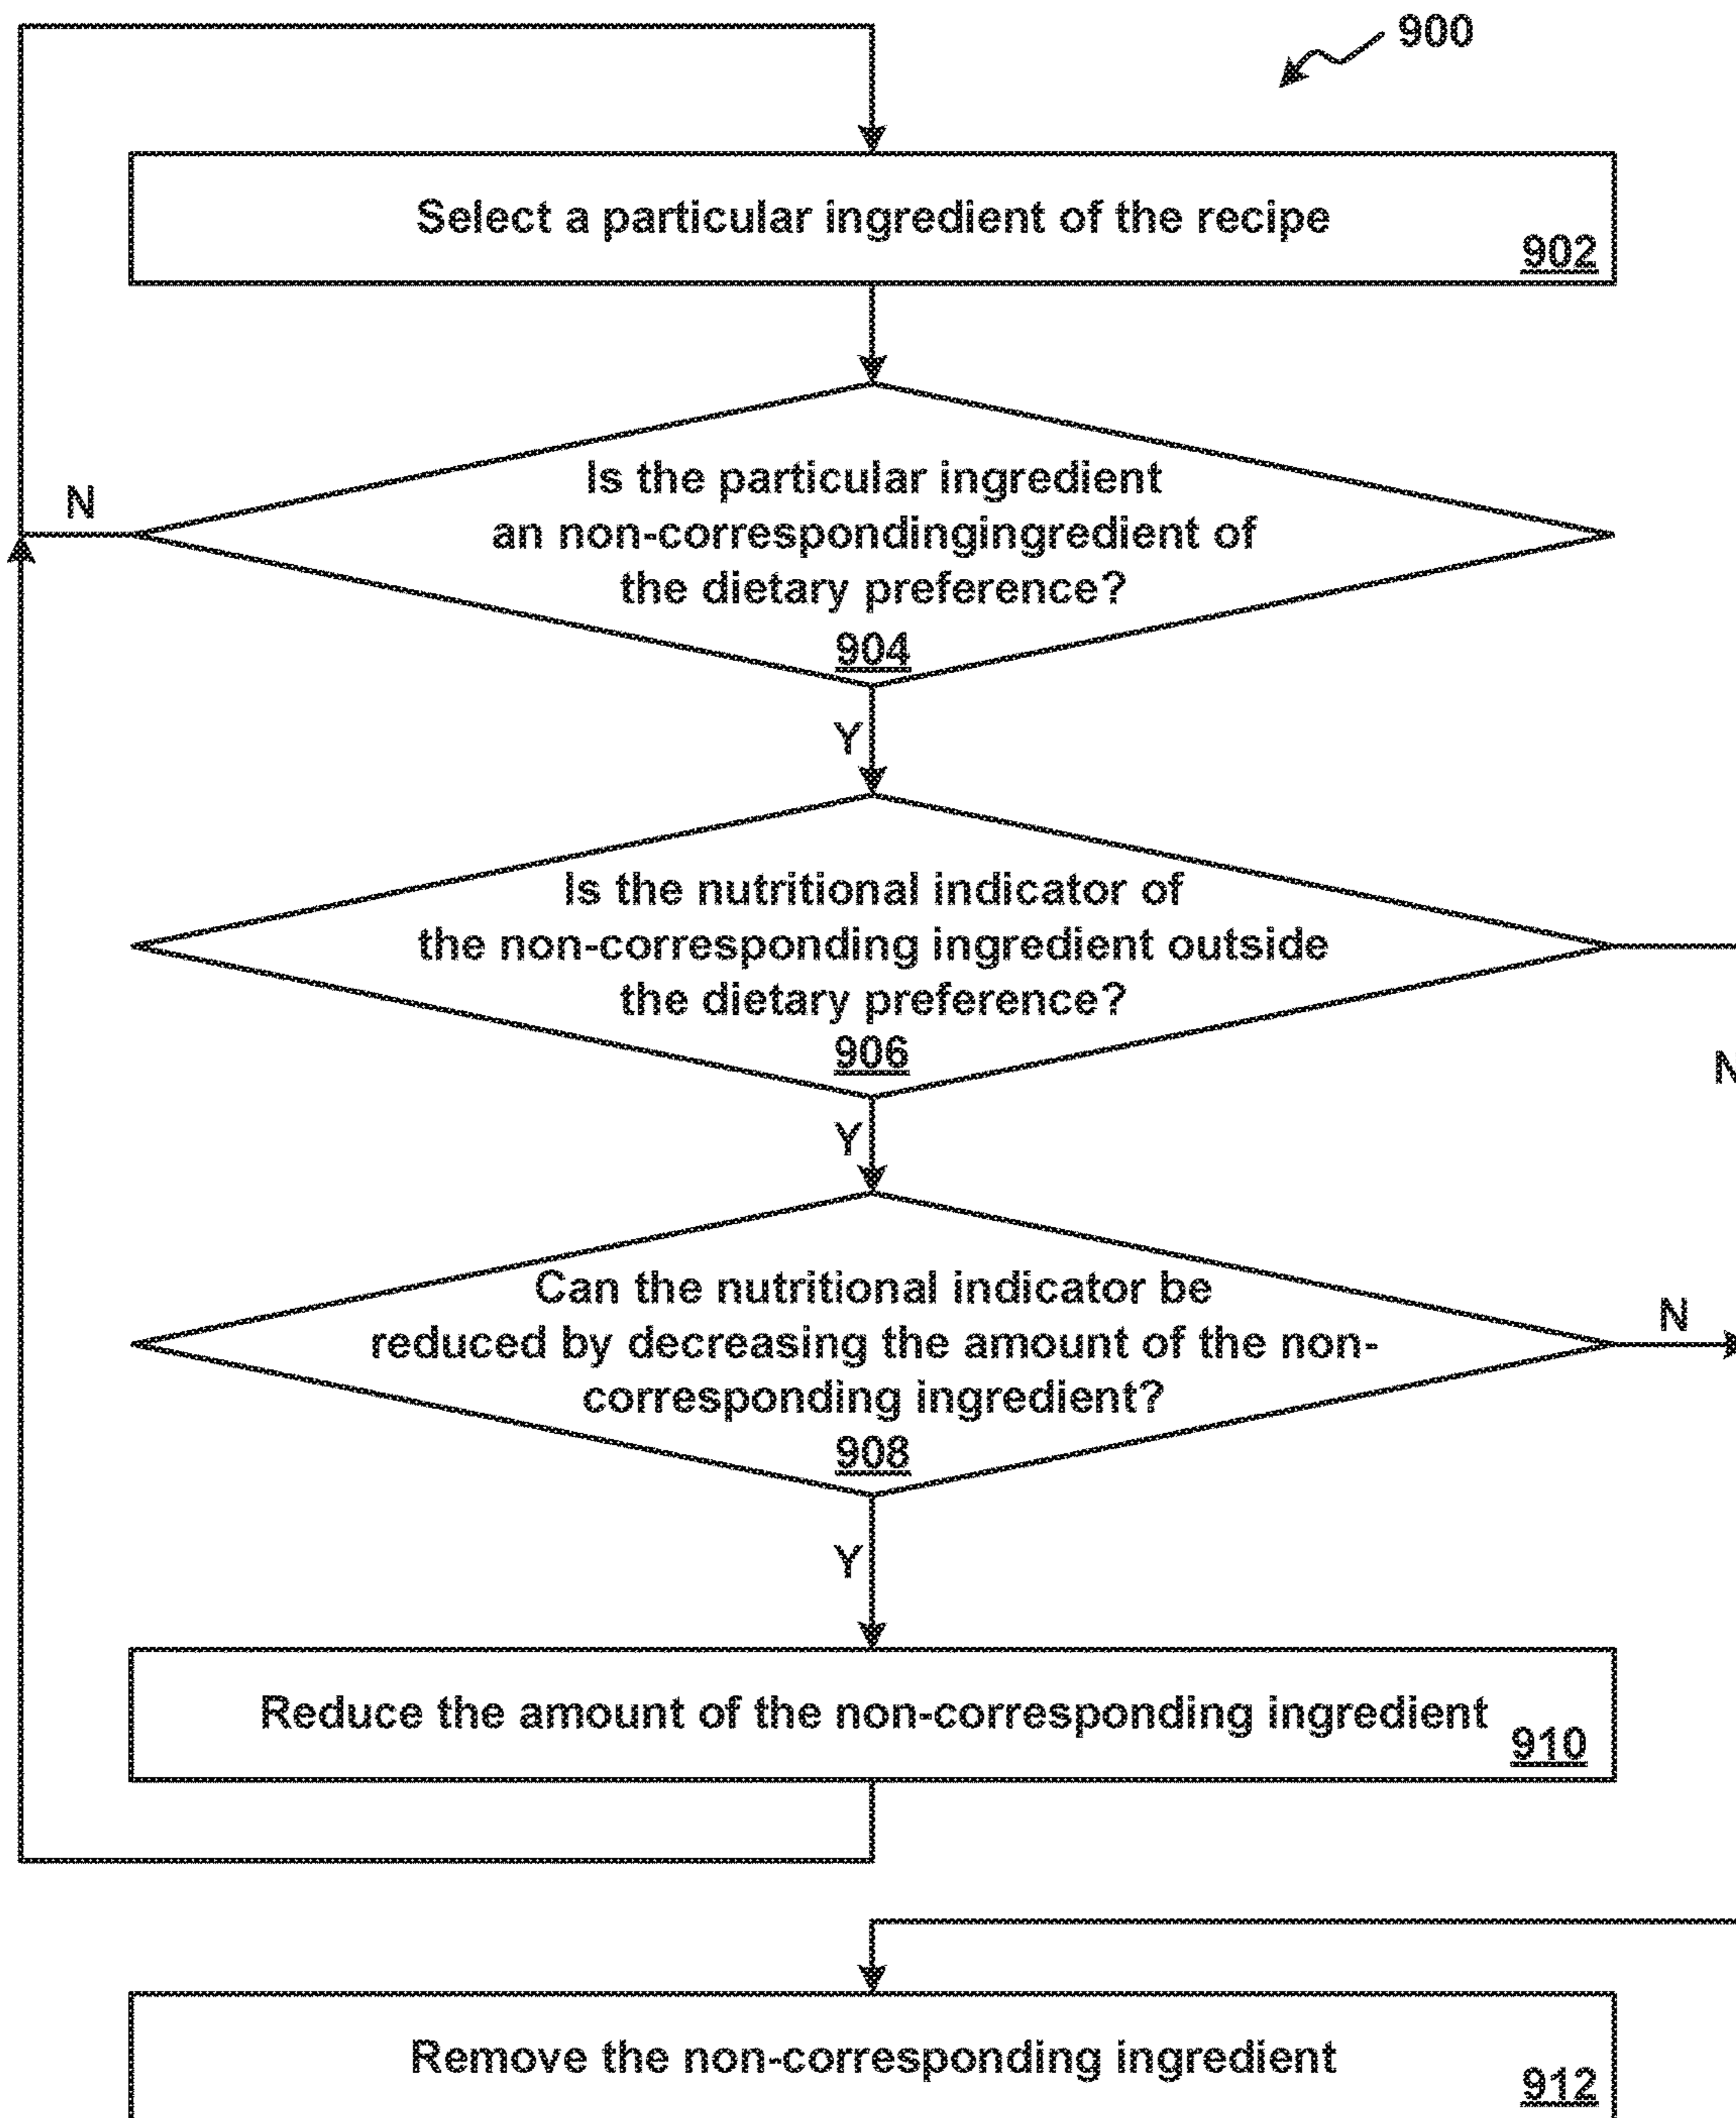 900
Select a particular ingredient of the recipe
902
Is the particular ingredient
an non-correspondingingredient of
the dietary preference?
904
N
Y
Is the nutritional indicator of
the non-corresponding ingredient outside
the dietary preference?
906
N
Y
Can the nutritional indicator be
reduced by decreasing the amount of the non-
corresponding ingredient?
908
N
Y
Reduce the amount of the non-corresponding ingredient
910
Remove the non-corresponding ingredient
912